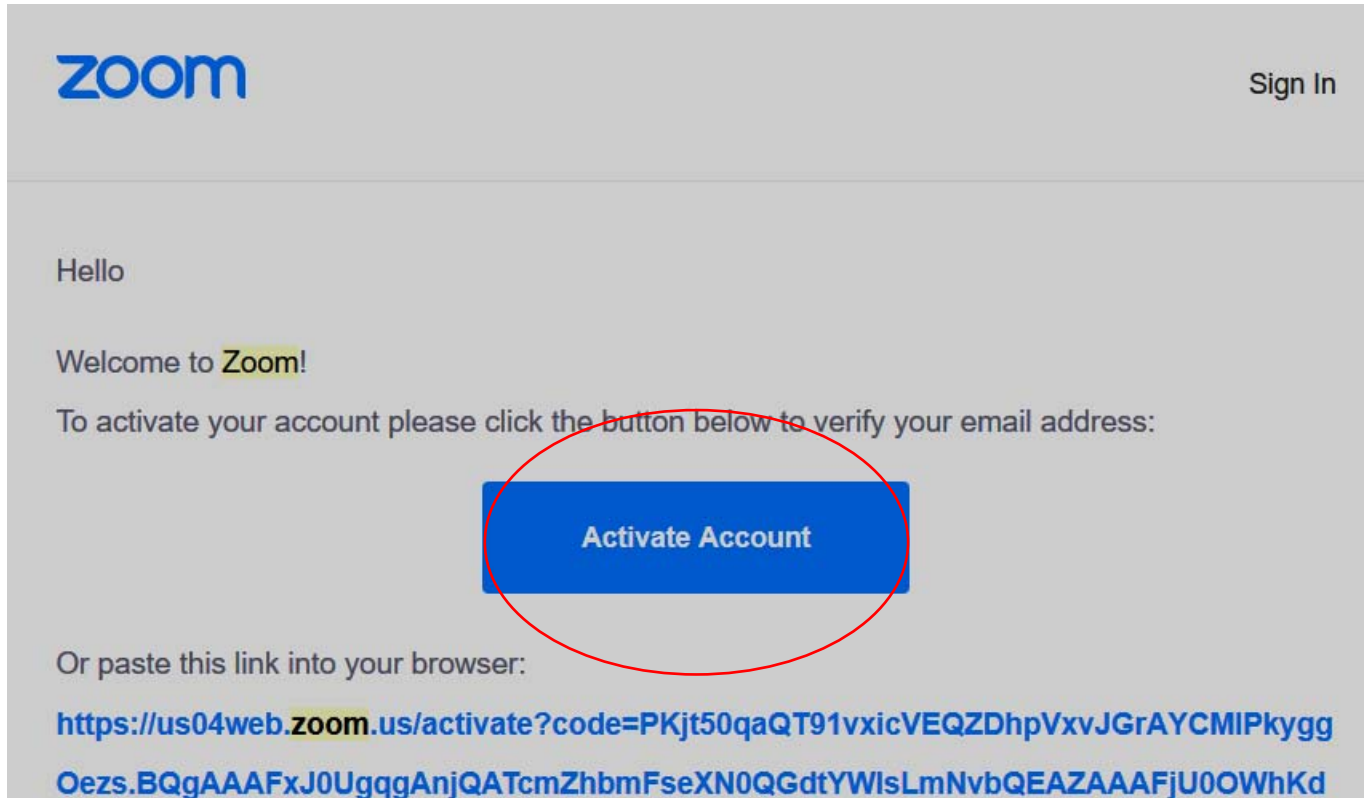 zoom
Sign In
Hello
Welcome to Zoom!
To activate your account please click the button below to verify your email address:
Activate Account
Or paste this link into your browser:
https://us04web.zoom.us/activate?code=PKjt50qaQT91vxicVEQZDhpVxvJGrAYCMIPkygg
Oezs.BQgAAAFxJ0UgqgAnjQATcmZhbmFseXN0QGdtYWlsLmNvbQEAZAAAFjU0OWhKd